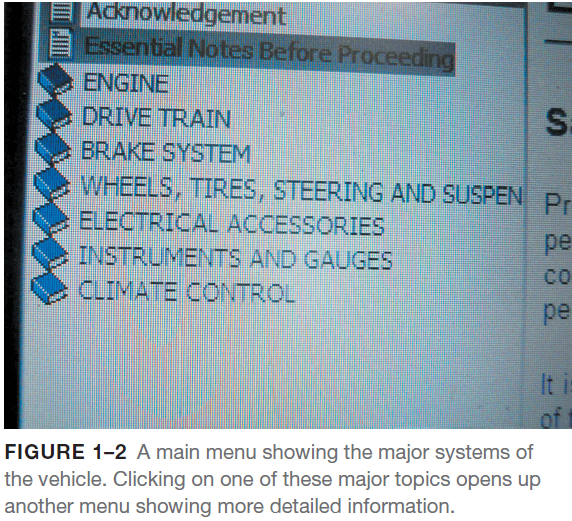 Acknowledgement
Essential Notes Before Proceeding
ENGINE
DRIVE TRAIN
BRAKE SYSTEM
WHEELS, TIRES, STEERING AND SUSPEN
ELECTRICAL ACCESSORIES
INSTRUMENTS AND GAUGES
CLIMATE CONTROL
Pr
pe
co
pe
It i
of
FIGURE 1–2 A main menu showing the major systems of
the vehicle. Clicking on one of these major topics opens up
another menu showing more detailed information.